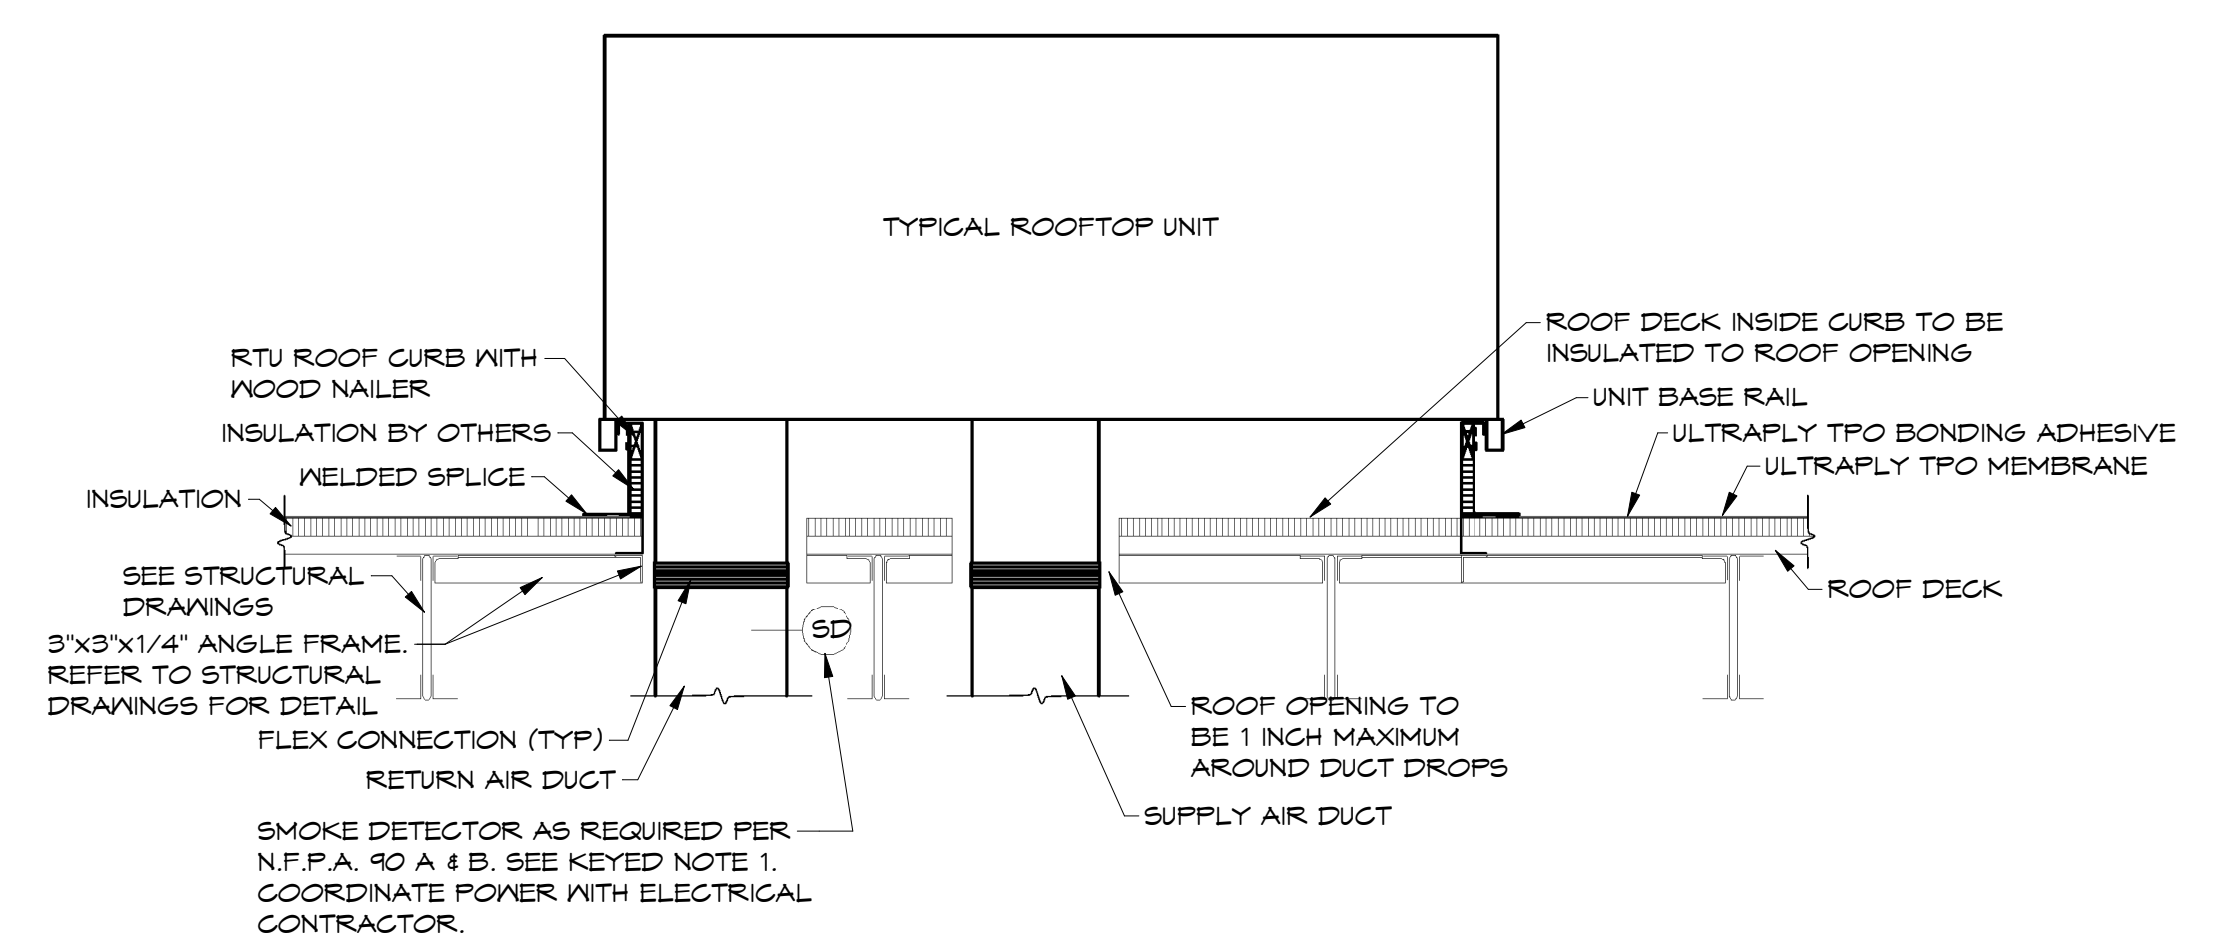 TYPICAL ROOFTOP UNIT
RTU ROOF CURB WITH
WOOD NAILER
INSULATION BY OTHERS
WELDED SPLICE
INSULATION
SEE STRUCTURAL
DRAWINGS
3"x3"x1/4" ANGLE FRAME.
REFER TO STRUCTURAL
DRAWINGS FOR DETAIL
FLEX CONNECTION (TYP)
RETURN AIR DUCT
SMOKE DETECTOR AS REQUIRED PER
N.F.P.A. 90 A & B. SEE KEYED NOTE 1.
COORDINATE POWER WITH ELECTRICAL
CONTRACTOR.
SD
ROOF DECK INSIDE CURB TO BE
INSULATED TO ROOF OPENING
UNIT BASE RAIL
ULTRAPLY TPO BONDING ADHESIVE
ULTRAPLY TPO MEMBRANE
ROOF DECK
ROOF OPENING TO
BE 1 INCH MAXIMUM
AROUND DUCT DROPS
SUPPLY AIR DUCT